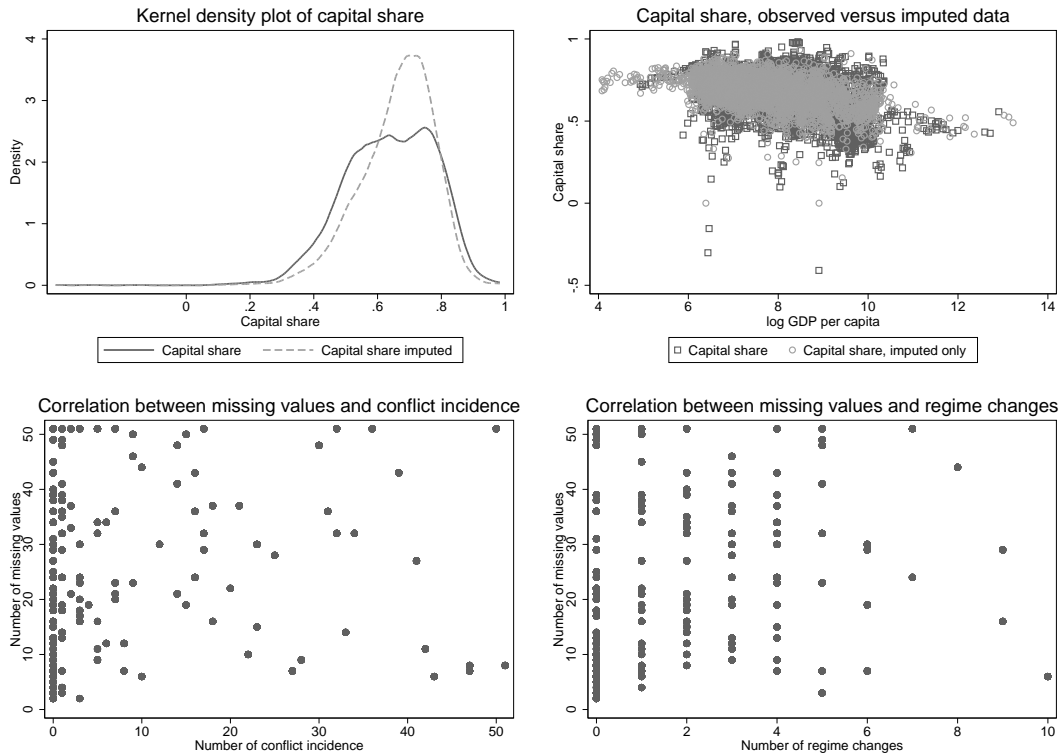 Kernel density plot of capital share
Density
4
3
2
1
0
0
.2
.4
.6
.8
1
Capital share
Capital share
Capital share imputed
Capital share, observed versus imputed data
Capital share
1
.5
0
-.5
4
6
8
10
12
14
log GDP per capita
Capital share
Capital share, imputed only
Correlation between missing values and conflict incidence
Number of missing values
50
40
30
20
10
0
0
10
20
30
40
50
Number of conflict incidence
Correlation between missing values and regime changes
Number of missing values
50
40
30
20
10
0
0
2
4
6
8
10
Number of regime changes